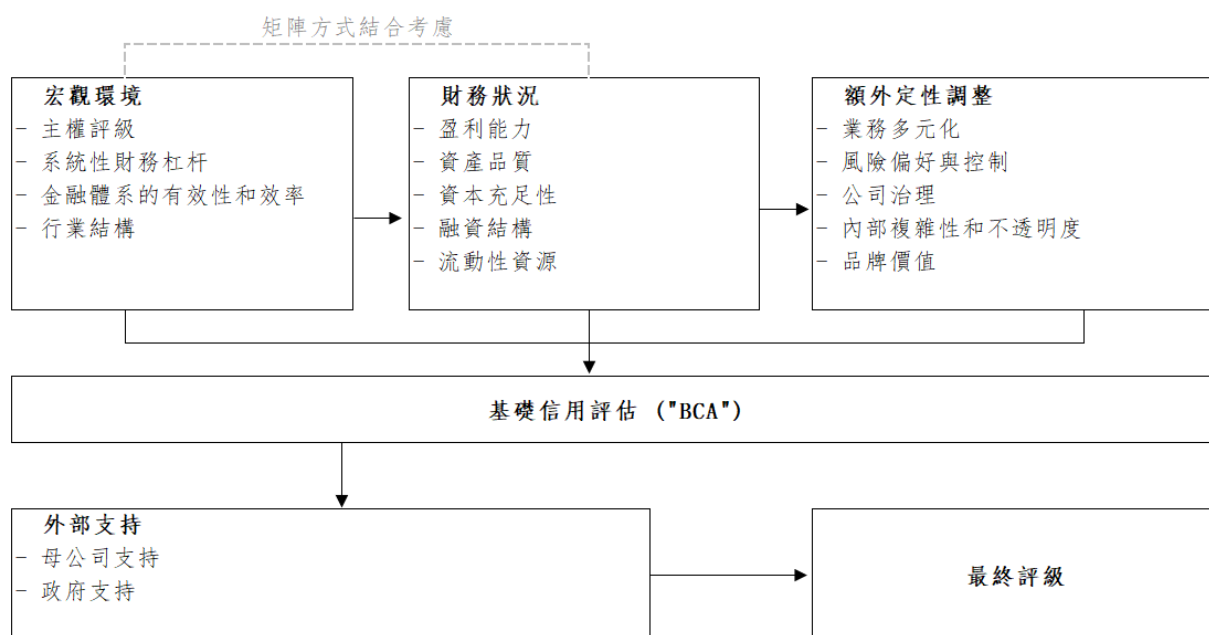 矩陣方式結合考慮
宏觀環境
– 主權評級
– 系統性財務杠杆
– 金融體系的有效性和效率
– 行業結構
財務狀況
– 盈利能力
– 資產品質
– 資本充足性
– 融資結構
– 流動性資源
額外定性調整
– 業務多元化
– 風險偏好與控制
– 公司治理
– 內部複雜性和不透明度
– 品牌價值
基礎信用評估 ("BCA")
外部支持
– 母公司支持
– 政府支持
最終評級